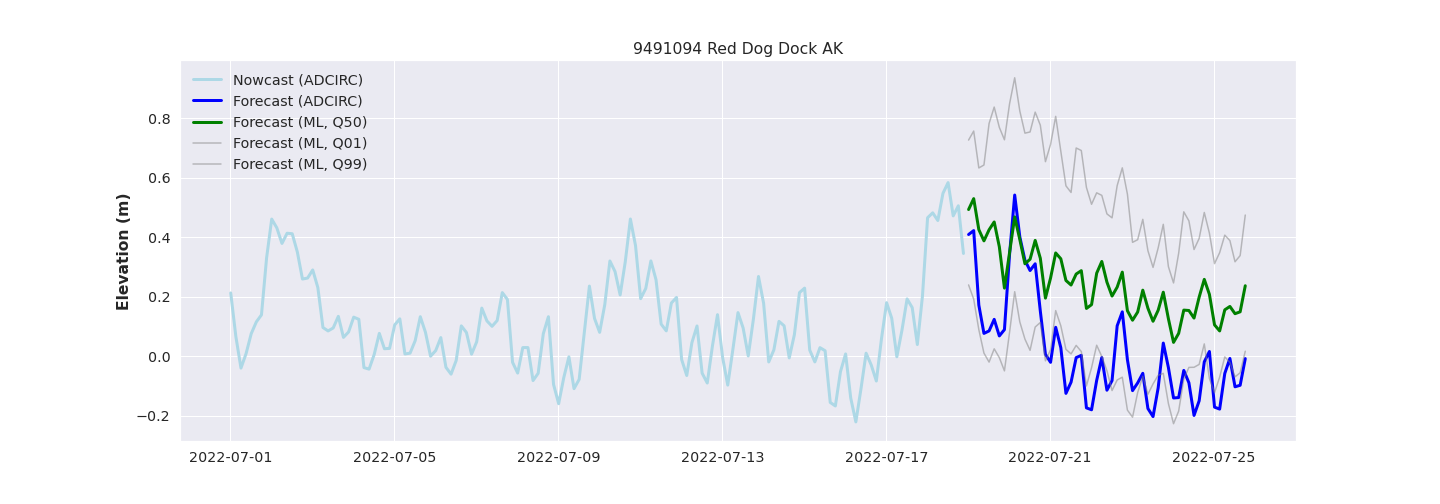 9491094 Red Dog Dock AK
Nowcast (ADCIRC)
Forecast (ADCIRC)
Forecast (ML, Q50)
Forecast (ML, Q01)
Forecast (ML, Q99)
Elevation (m)
0.8
0.6
0.4
0.2
0.0
−0.2
2022-07-01 2022-07-05 2022-07-09 2022-07-13 2022-07-17 2022-07-21 2022-07-25